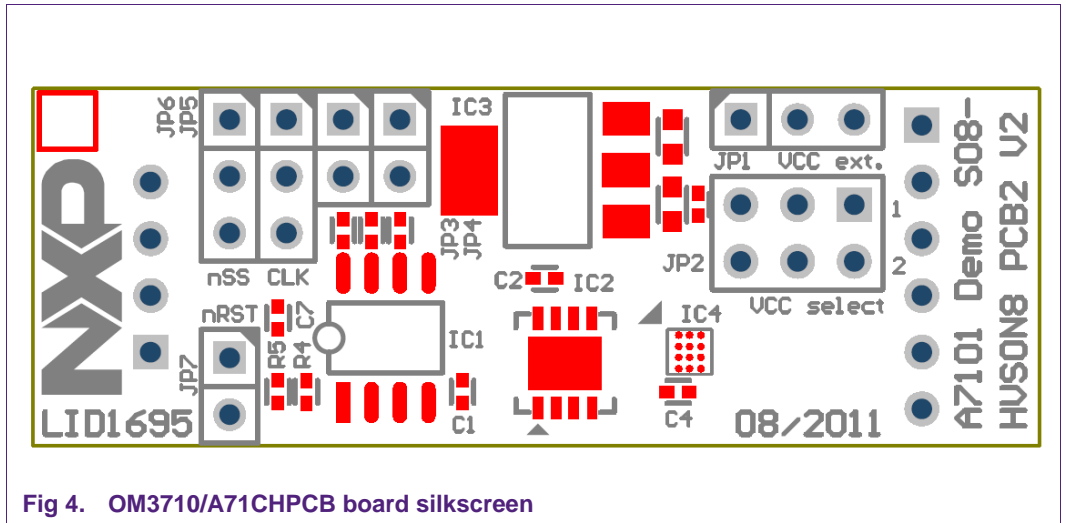 JP6
JP5
IC3
JP1 VCC ext.
NXP
JP3
JP4
1
JP2
2
nSS CLK
C2
IC2
VCC select
nRST
C7
IC4
IC1
R5
R4
JP7
C1
C4
LID1695
08/2011
A7101 Demo SO8-
HVSON8 PCB2 V2
Fig 4. OM3710/A71CHPCB board silkscreen